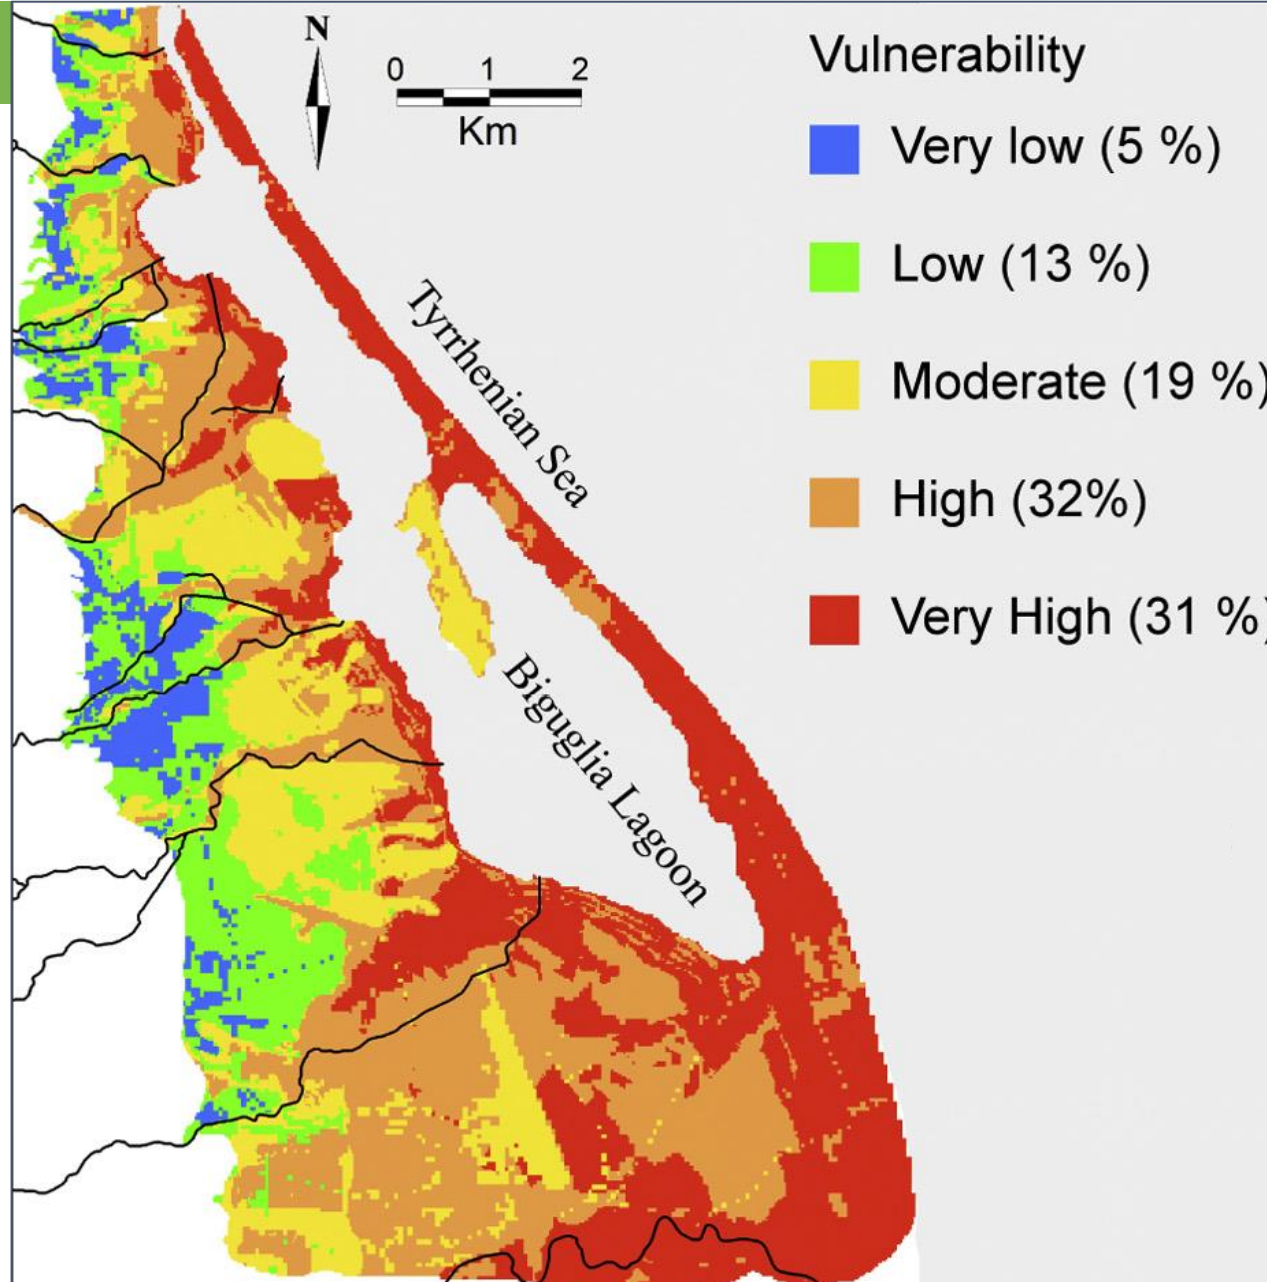 N
0 1 2
Km
Vulnerability
Very low (5 %)
Low (13 %)
Moderate (19 %)
High (32%)
Very High (31 %)
Tyrrhenian Sea
Biguglia Lagoon